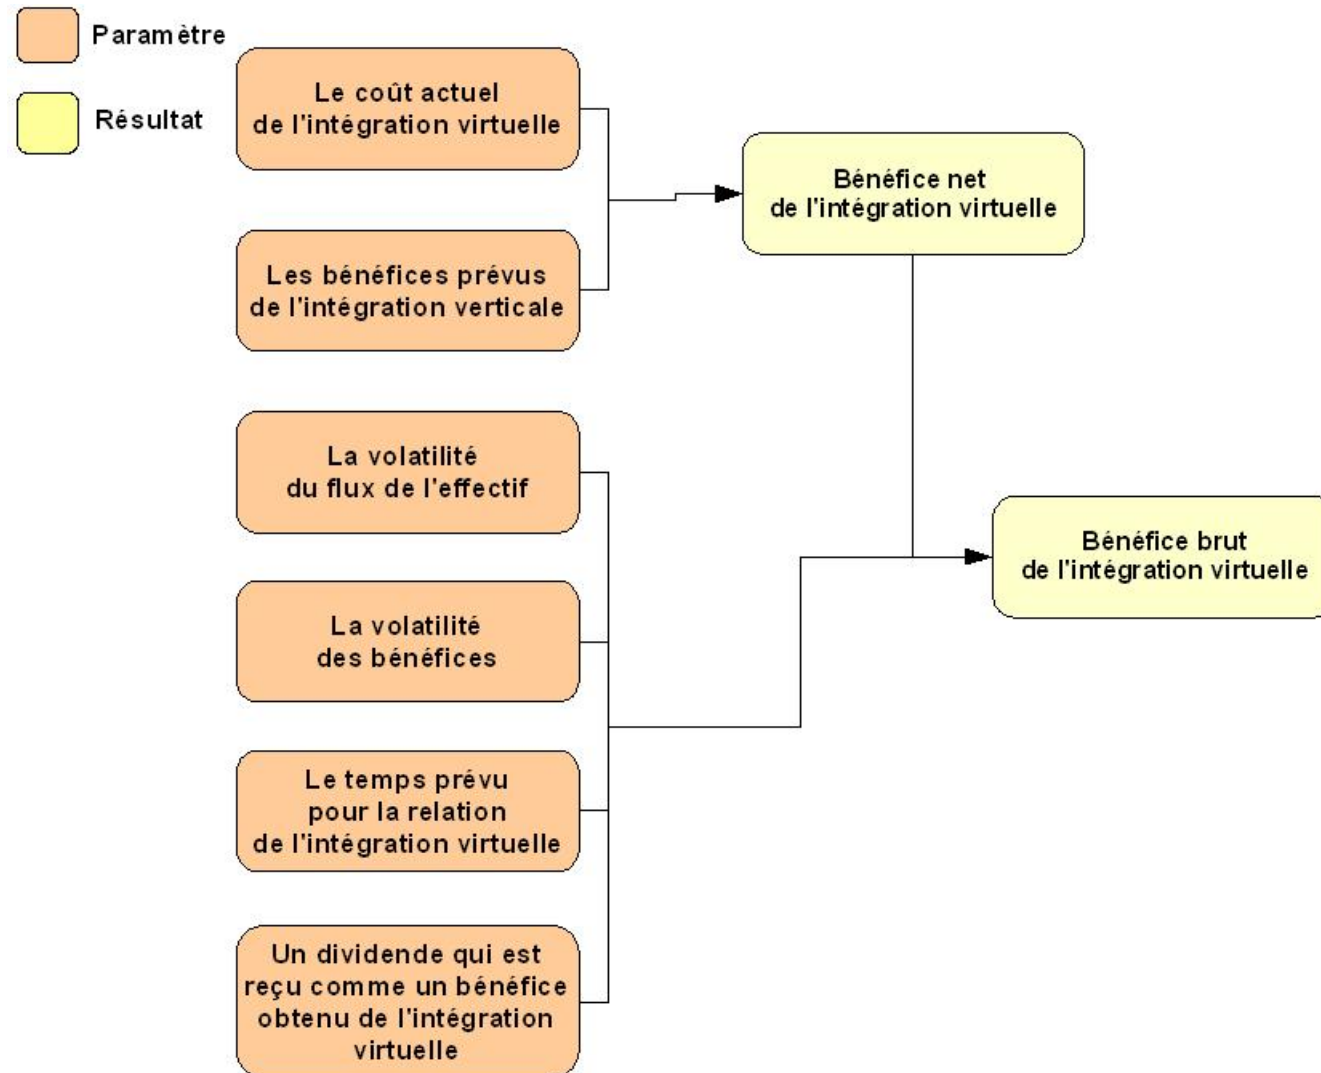 Paramètre
Résultat
Le coût actuel
de l'intégration virtuelle
Les bénéfices prévus
de l'intégration verticale
Bénéfice net
de l'intégration virtuelle
La volatilité
du flux de l'effectif
La volatilité
des bénéfices
Le temps prévu
pour la relation
de l'intégration virtuelle
Un dividende qui est
reçu comme un bénéfice
obtenu de l'intégration
virtuelle
Bénéfice brut
de l'intégration virtuelle